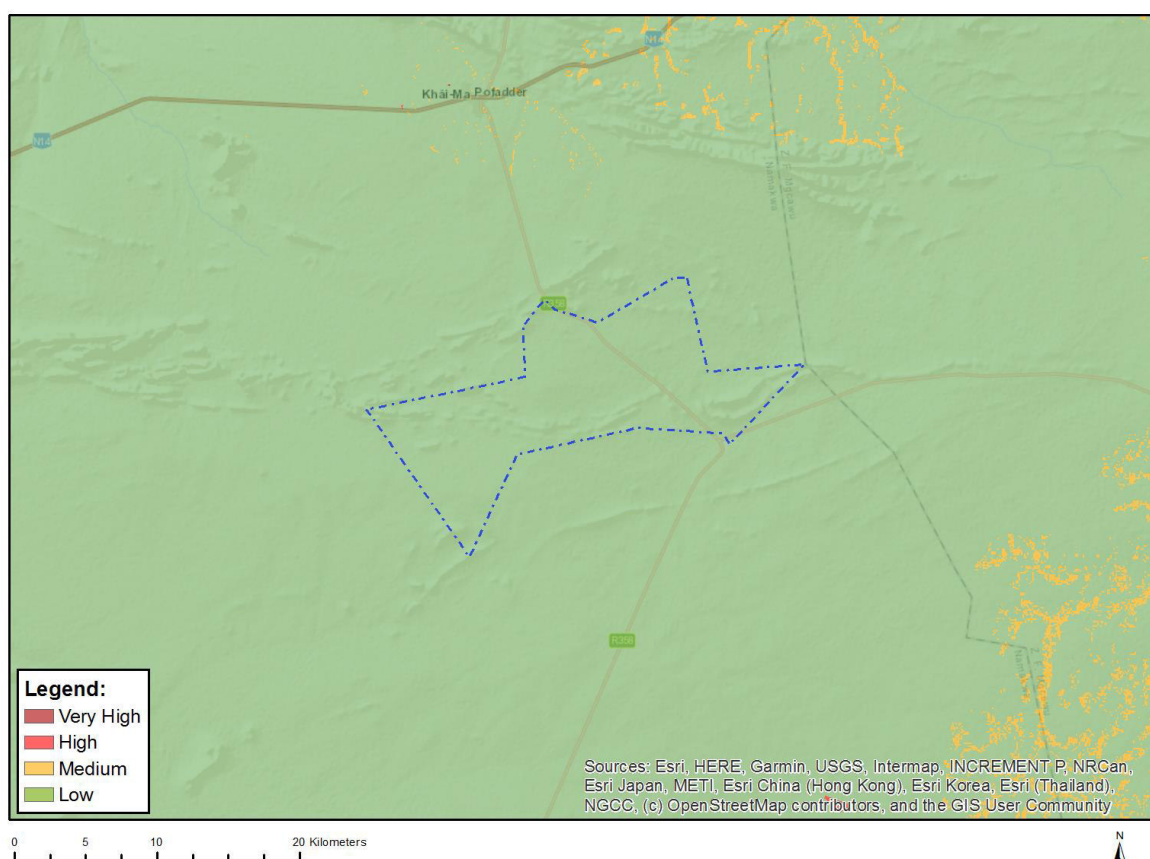 N14
Khâi-Ma Pofadder
N14
Namakwa
R358
Legend:
Very High
High
Medium
Low
Sources: Esri, HERE, Garmin, USGS, Intermap, INCREMENT P, NRCan,
Esri Japan, METI, Esri China (Hong Kong), Esri Korea, Esri (Thailand),
NGCC, (c) OpenStreetMap contributors, and the GIS User Community
0 5 10 20 Kilometers
N